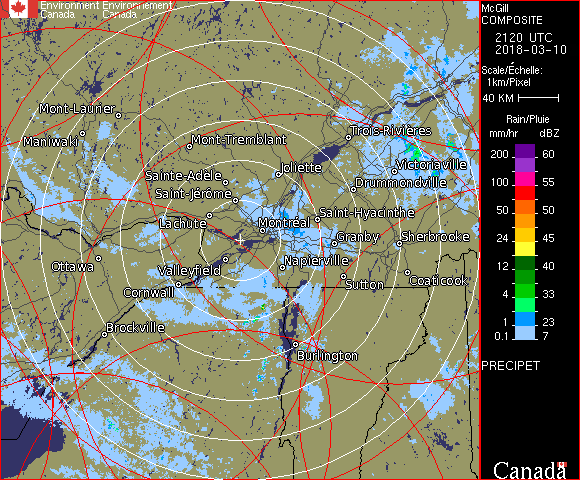 Environment Environnement
Canada Canada
McGill
COMPOSITE
2120 UTC
2018-03-10
Scale/Échelle:
1km/Pixel
40 KM
Rain/Pluie
mm/hr dBZ
200 60
100 55
50 50
24 45
12 40
4 33
1 23
0.1 7
PRECIPET
Canada
Mont-Laurier
Maniwaki
Mont-Tremblant
Trois-Rivières
Sainte-Adèle
Joliette
Victoriaville
Saint-Jérôme
Drummondville
Lachute
Montréal
Saint-Hyacinthe
Granby
Sherbrooke
Ottawa
Valleyfield
Napierville
Cornwall
Sutton
Coaticook
Brockville
Burlington